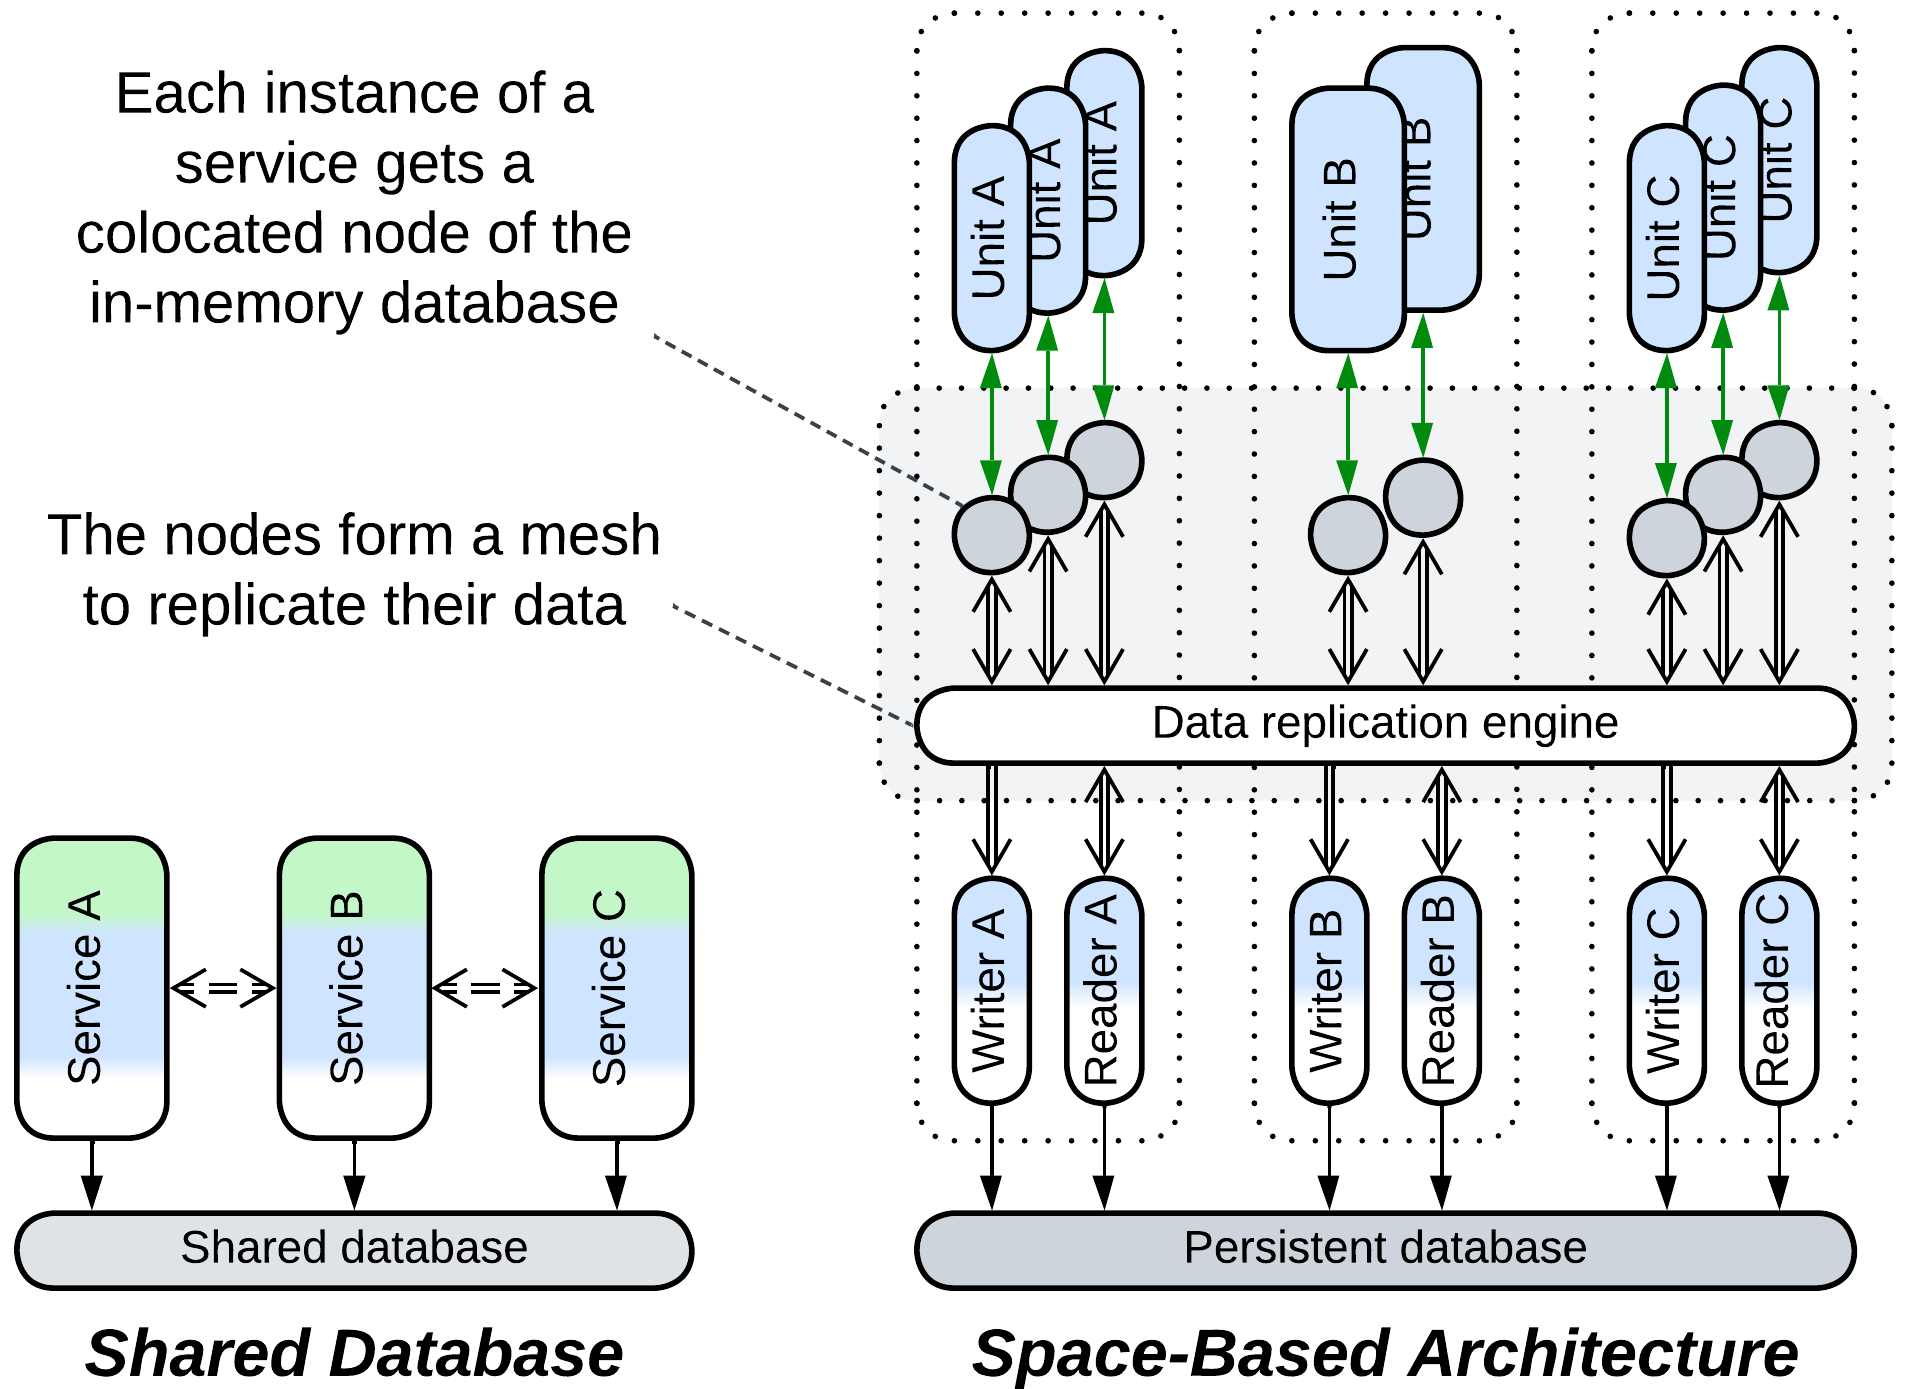 Each instance of a
service gets a
colocated node of the
in-memory database
The nodes form a mesh
to replicate their data
Service A
Service B
Service C
Shared database
Shared Database
Unit A
Unit A
Unit A
Unit B
Unit B
Unit C
Unit C
Unit C
Data replication engine
Writer A
Reader A
Writer B
Reader B
Writer C
Reader C
Persistent database
Space-Based Architecture